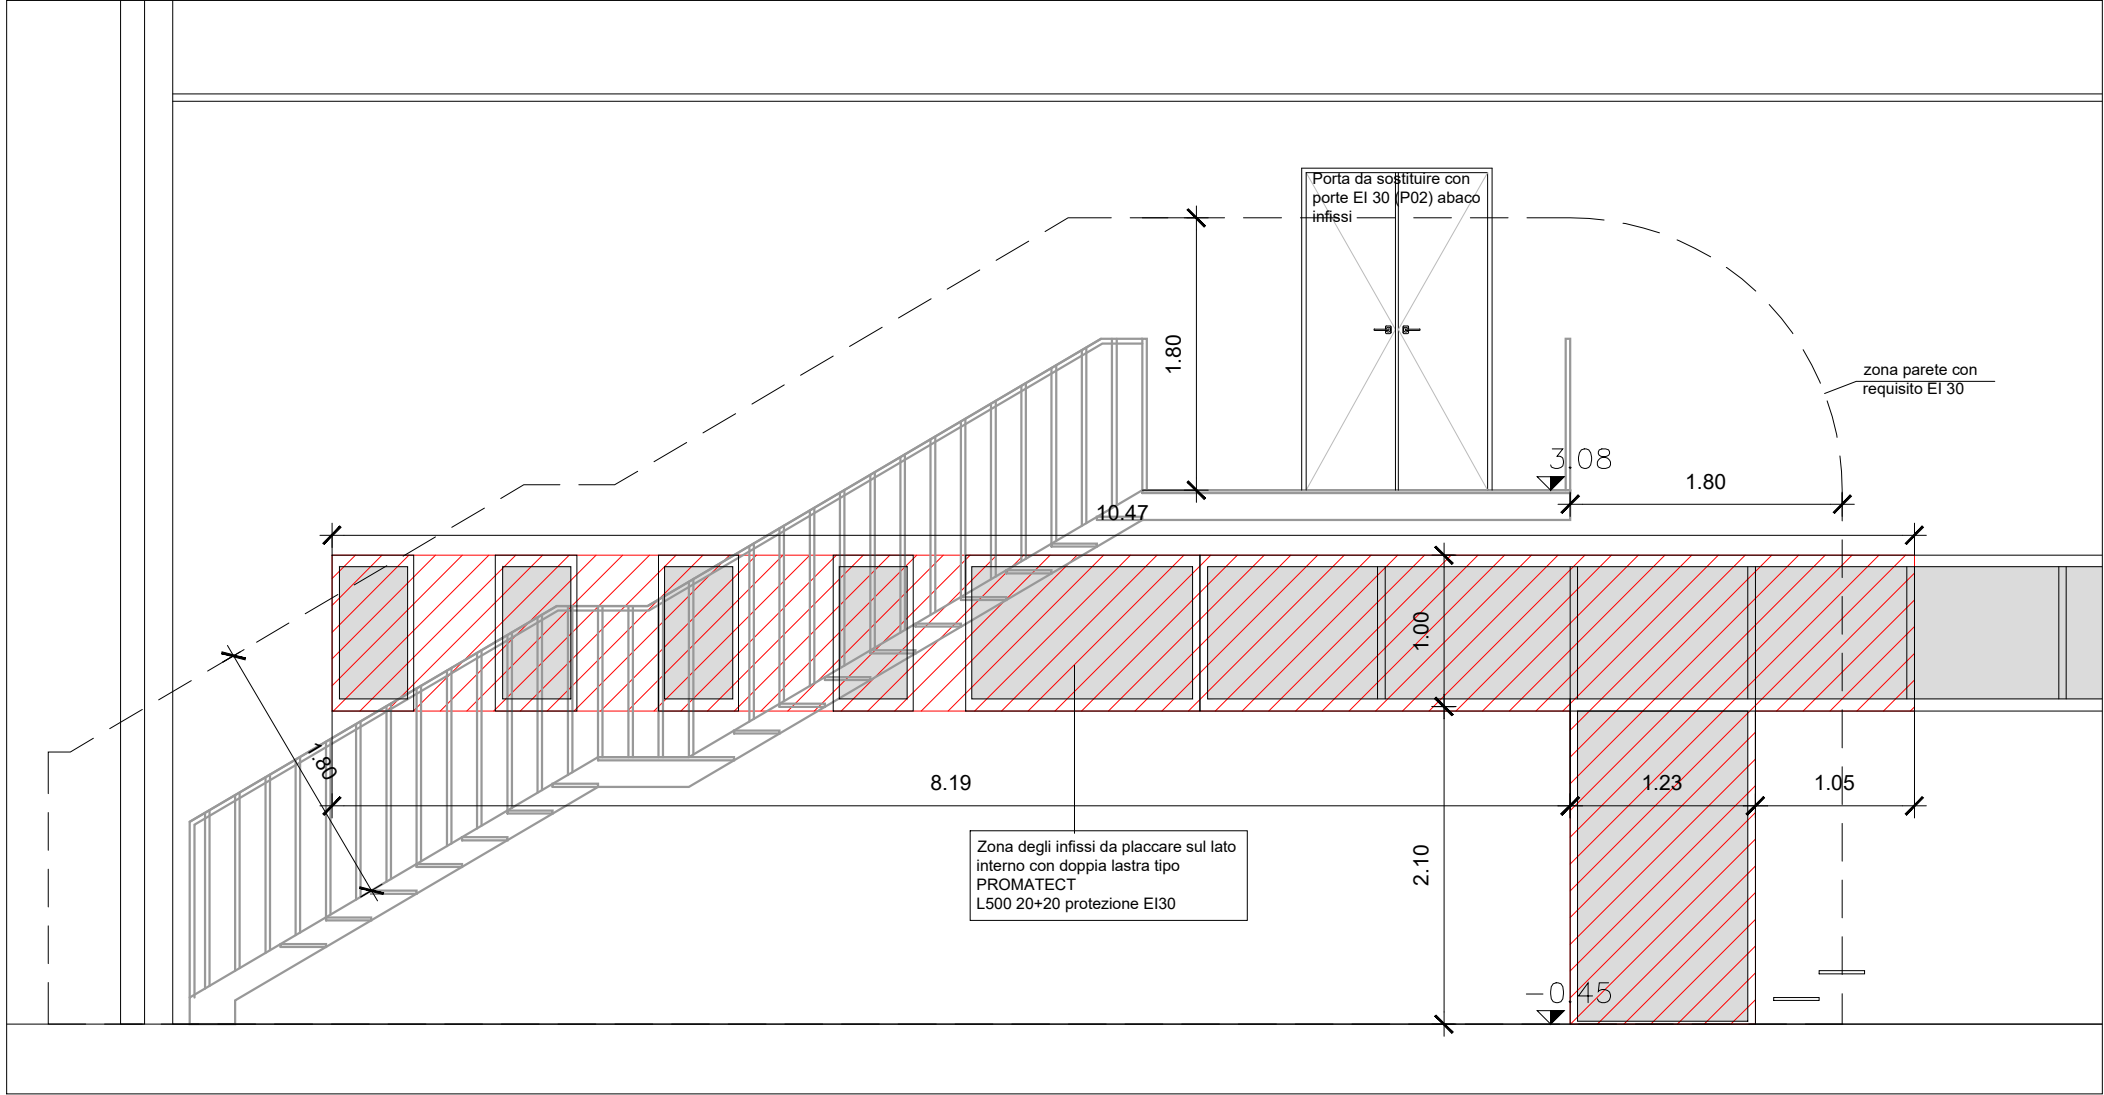 Porta da sostituire con
porte EI 30 (P02) abaco
infissi
1.80
zona parete con
requisito EI 30
3.08
1.80
10.47
1.00
1.80
8.19
1.23
1.05
Zona degli infissi da placcare sul lato
interno con doppia lastra tipo
PROMATECT
L500 20+20 protezione EI30
2.10
-0.45